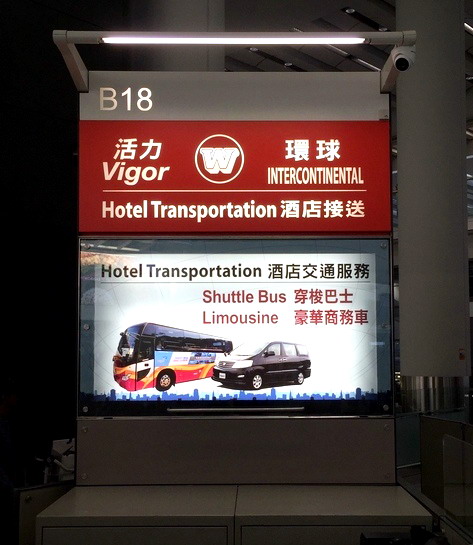 B18
活力 環球
Vigor W INTERCONTINENTAL
Hotel Transportation 酒店接送
Hotel Transportation 酒店交通服務
Shuttle Bus 穿梭巴士
Limousine 豪華商務車